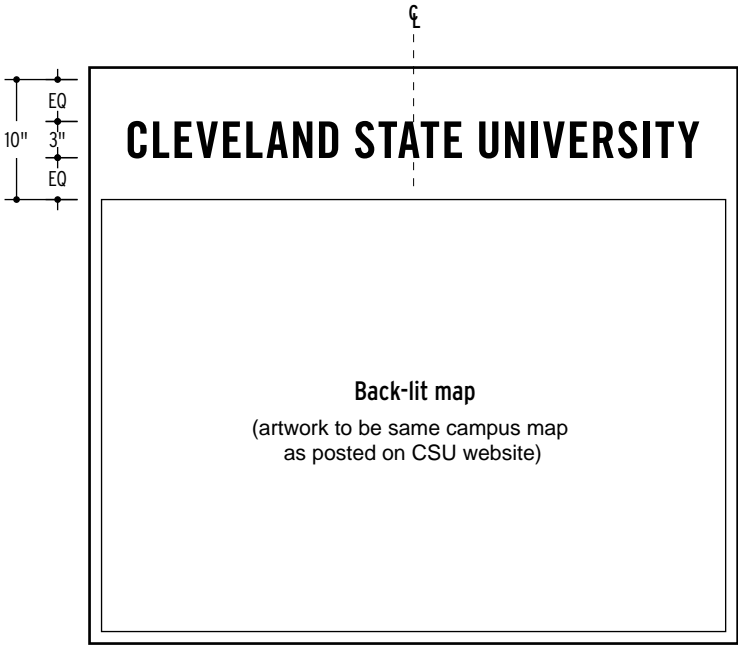 ℄
EQ
10" 3"
CLEVELAND STATE UNIVERSITY
EQ
Back-lit map
(artwork to be same campus map
as posted on CSU website)